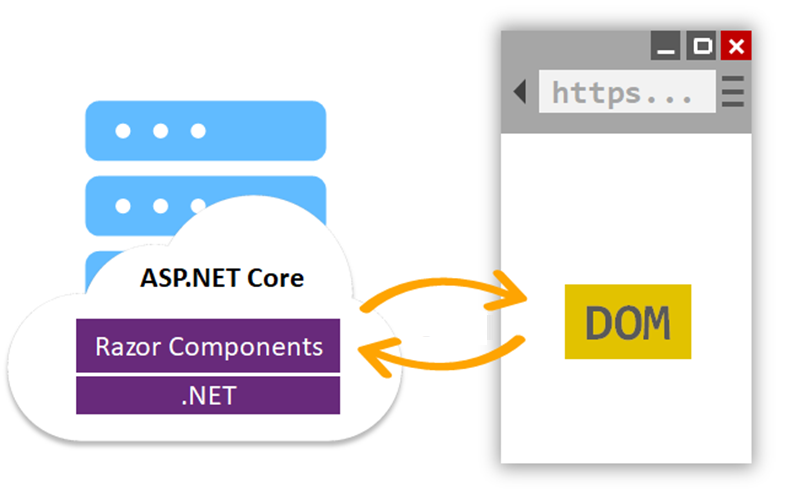 https...
ASP.NET Core
Razor Components
.NET
DOM